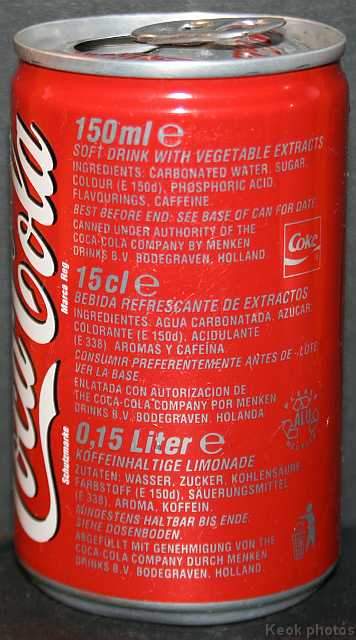 Coca-Cola
Marca Reg.
Schutzmarke
150ml e
SOFT DRINK WITH VEGETABLE EXTRACTS
INGREDIENTS: CARBONATED WATER, SUGAR,
COLOUR (E 150d), PHOSPHORIC ACID,
FLAVOURINGS, CAFFEINE.
BEST BEFORE END: SEE BASE OF CAN FOR DATE
CANNED UNDER AUTHORITY OF THE
COCA-COLA COMPANY BY MENKEN
DRINKS B.V. BODEGRAVEN, HOLLAND
Coke
15 cl e
BEBIDA REFRESCANTE DE EXTRACTOS
INGREDIENTES: AGUA CARBONATADA, AZUCAR,
COLORANTE (E 150d), ACIDULANTE
(E 338) AROMAS Y CAFEÍNA
CONSUMIR PREFERENTEMENTE ANTES DE -LOTE:
VER LA BASE
ENLATADA CON AUTORIZACION DE
THE COCA-COLA COMPANY POR MENKEN
DRINKS B.V. BODEGRAVEN, HOLANDA
0,15 Liter e
KOFFEINHALTIGE LIMONADE
ZUTATEN: WASSER, ZUCKER, KOHLENSÄURE,
FARBSTOFF (E 150d), SÄUERUNGSMITTEL
(E 338), AROMA, KOFFEIN.
MINDESTENS HALTBAR BIS ENDE:
SIEHE DOSENBODEN.
ABGEFÜLLT MIT GENEHMIGUNG VON THE
COCA-COLA COMPANY DURCH MENKEN
DRINKS B.V. BODEGRAVEN, HOLLAND
Keok photos